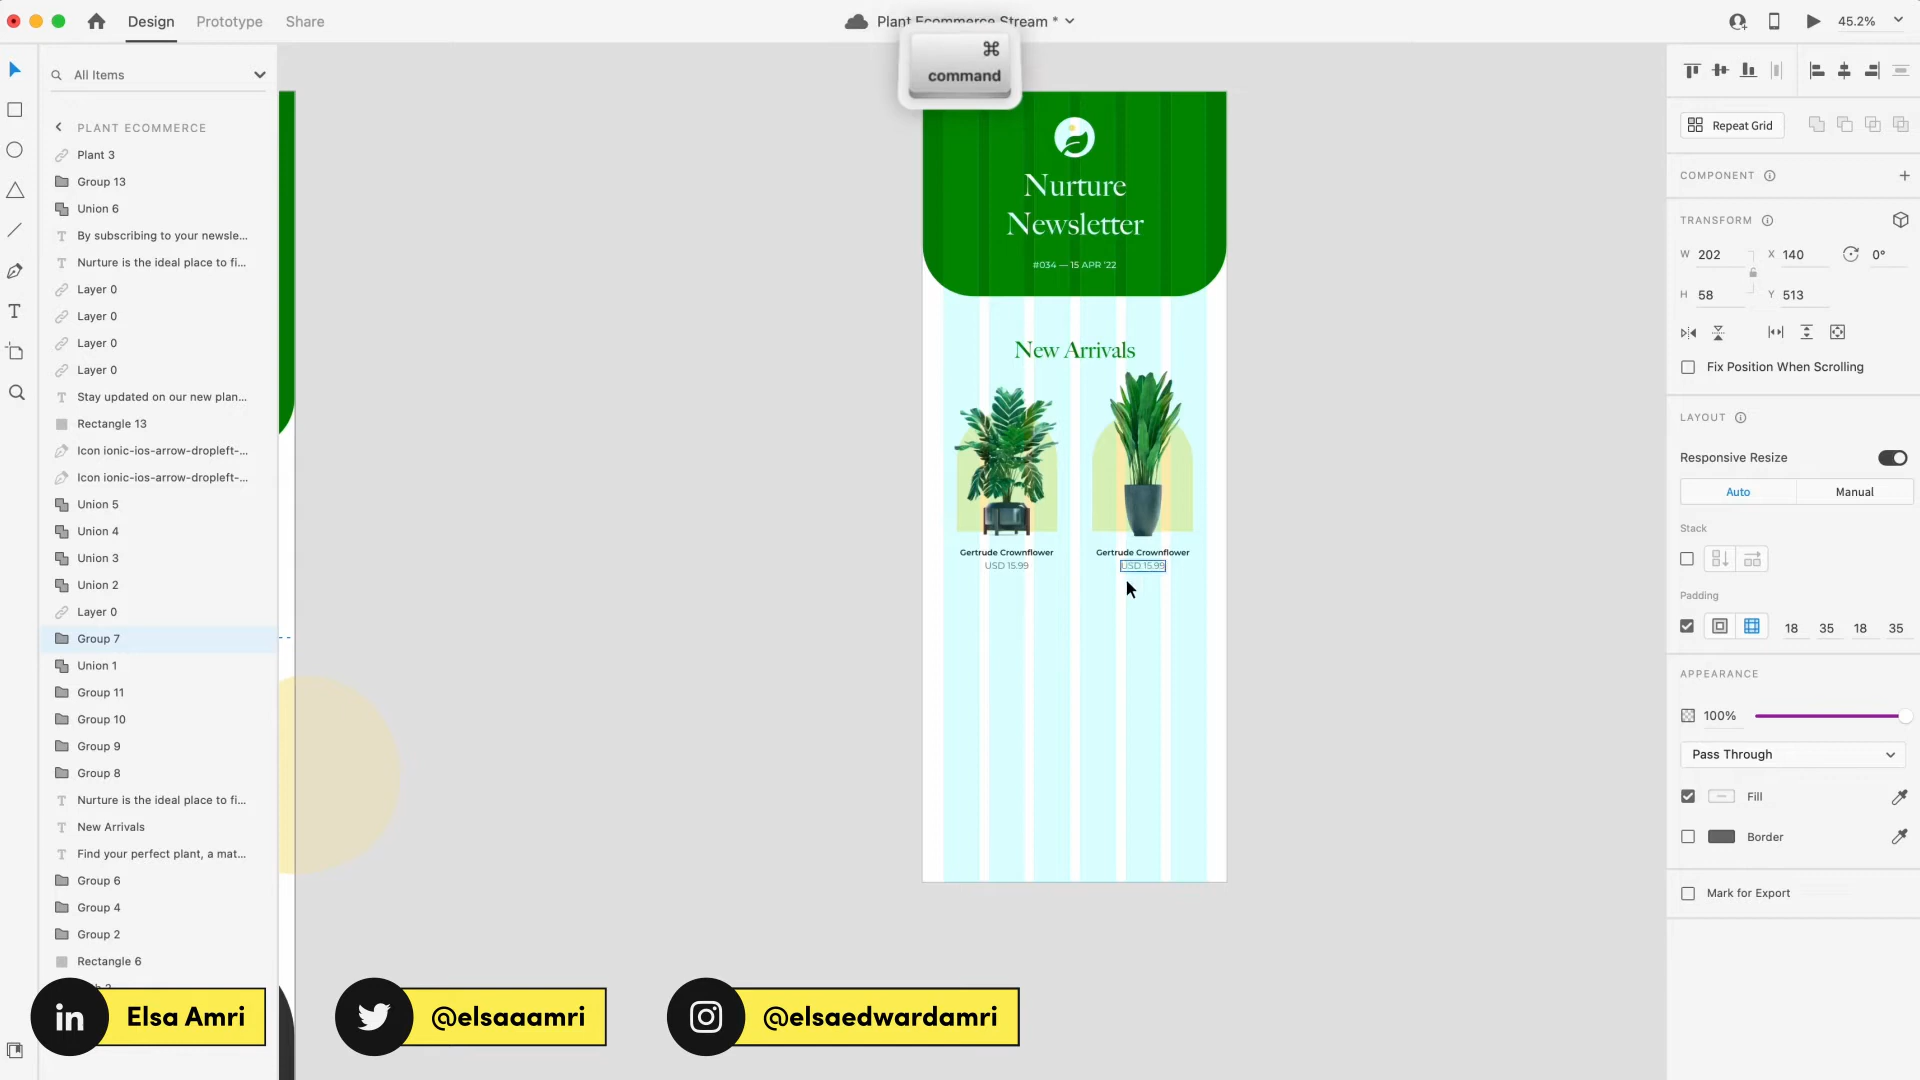 Design
Prototype
Share
Plant Ecommerce Stream *
45.2%
⌘
command
All Items
PLANT ECOMMERCE
Plant 3
Group 13
Union 6
By subscribing to your newsle...
Nurture is the ideal place to fi...
Layer 0
Layer 0
Layer 0
Layer 0
Stay updated on our new plan...
Rectangle 13
Icon ionic-ios-arrow-dropleft-...
Icon ionic-ios-arrow-dropleft-...
Union 5
Union 4
Union 3
Union 2
Layer 0
Group 7
Union 1
Group 11
Group 10
Group 9
Group 8
Nurture is the ideal place to fi...
New Arrivals
Find your perfect plant, a mat...
Group 6
Group 4
Group 2
Rectangle 6
Nurture
Newsletter
#034 — 15 APR '22
New Arrivals
Gertrude Crownflower
USD 15.99
Gertrude Crownflower
USD 15.99
Repeat Grid
COMPONENT
TRANSFORM
W 202 X 140 0°
H 58 Y 513
Fix Position When Scrolling
LAYOUT
Responsive Resize
Auto Manual
Stack
Padding
18 35 18 35
APPEARANCE
100%
Pass Through
Fill
Border
Mark for Export
in Elsa Amri
@elsaaamri
@elsaedwardamri